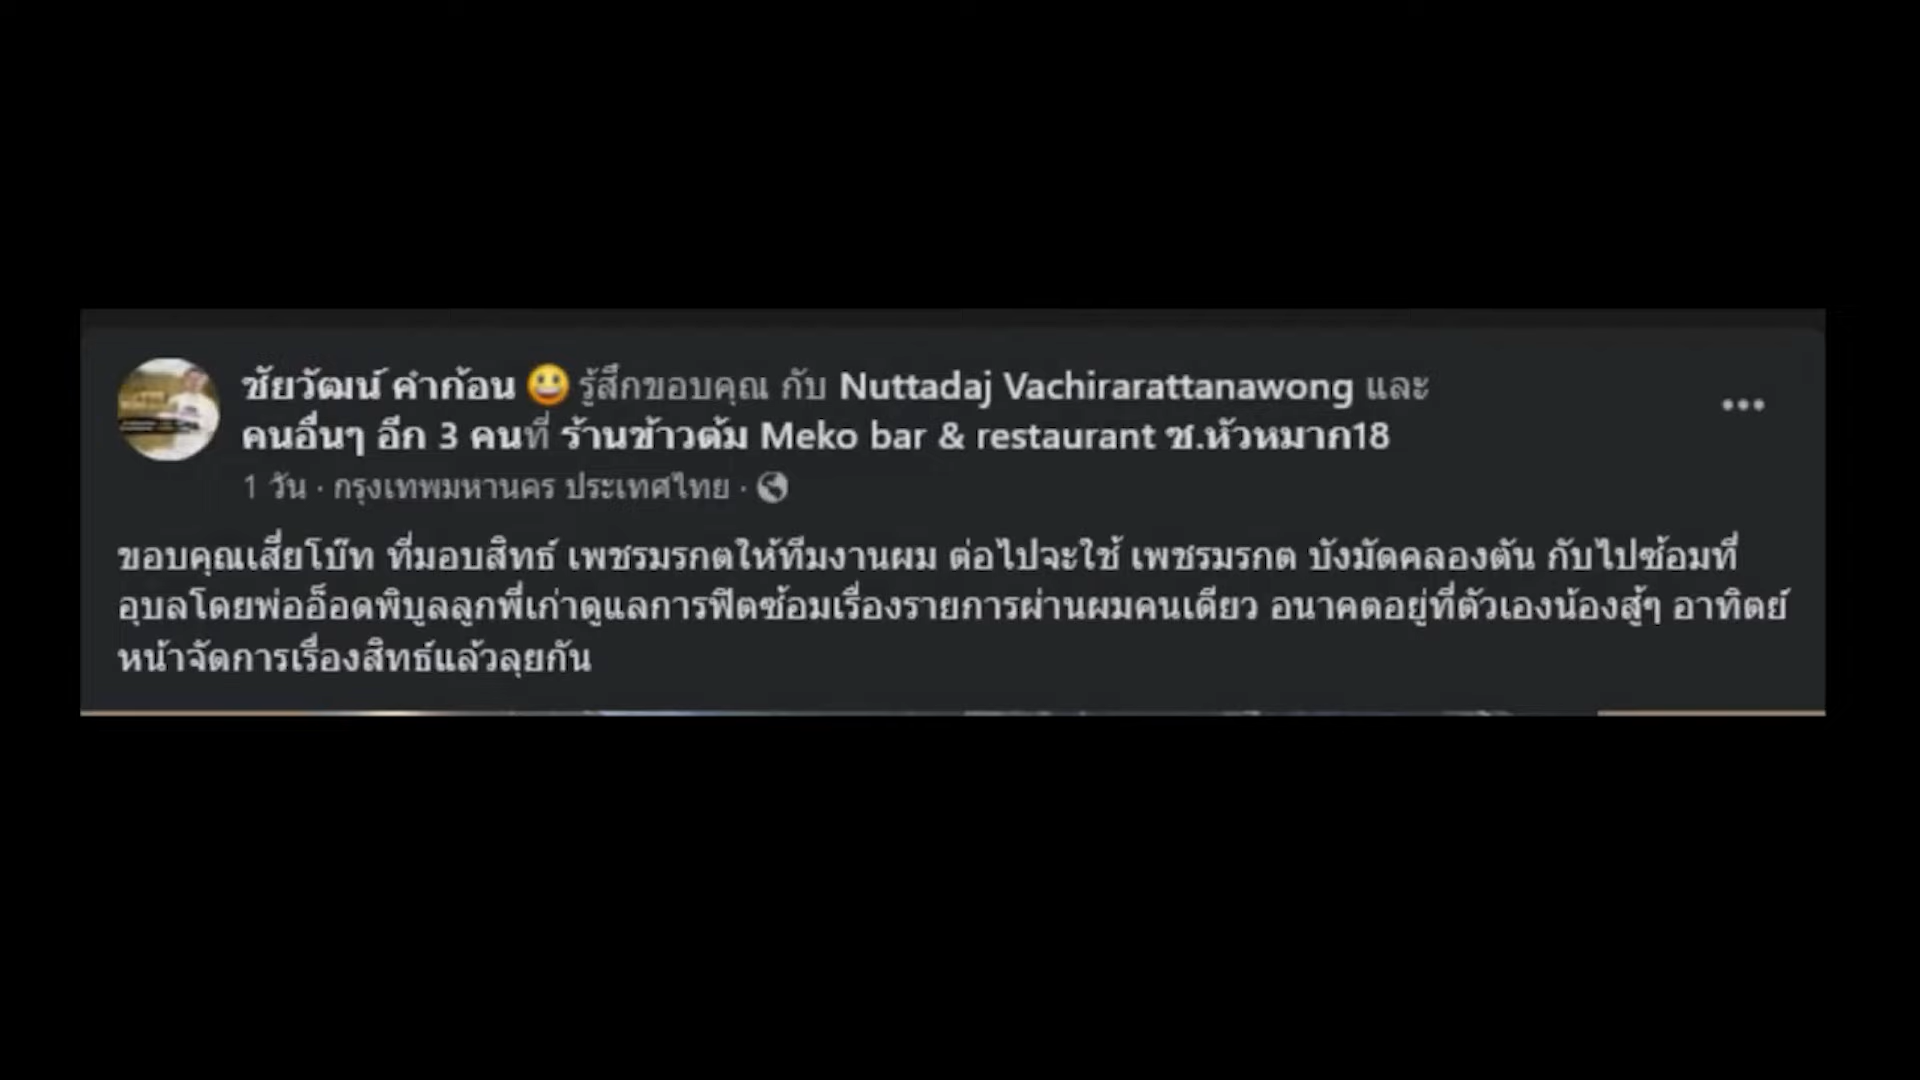 ชัยวัฒน์ คำก้อน 😀 รู้สึกขอบคุณ กับ Nuttadaj Vachirarattanawong และ
คนอื่นๆ อีก 3 คนที่ ร้านข้าวต้ม Meko bar & restaurant ซ.หัวหมาก18
1 วัน · กรุงเทพมหานคร ประเทศไทย ·
ขอบคุณเสี่ยโบ๊ท ที่มอบสิทธ์ เพชรมรกตให้ทีมงานผม ต่อไปจะใช้ เพชรมรกต บังมัดคลองตัน กับไปซ้อมที่
อุบลโดยพ่ออ็อดพิบูลลูกพี่เก่าดูแลการฟิตซ้อมเรื่องรายการผ่านผมคนเดียว อนาคตอยู่ที่ตัวเองน้องสู้ๆ อาทิตย์
หน้าจัดการเรื่องสิทธ์แล้วลุยกัน